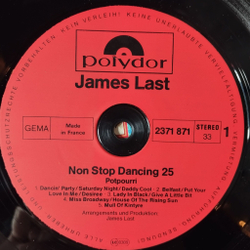 polydor
James Last
GEMA
Made in
France
2371 871
STEREO
33
1
Non Stop Dancing 25
Potpourri
1. Dancin' Party / Saturday Night / Daddy Cool · 2. Belfast / Put Your
Love In Me / Desiree · 3. Lady In Black / Give A Little Bit
4. Miss Broadway / House Of The Rising Sun
5. Mull Of Kintyre
Arrangements und Produktion:
James Last